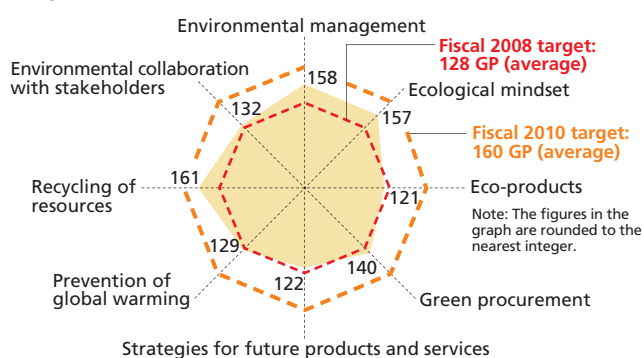 Environmental management
Fiscal 2008 target:
128 GP (average)
158
Environmental collaboration
with stakeholders
Ecological mindset
132
157
Fiscal 2010 target:
160 GP (average)
161
Recycling of
resources
121
Eco-products
Note: The figures in the
graph are rounded to the
nearest integer.
129
140
122
Prevention of
global warming
Green procurement
Strategies for future products and services